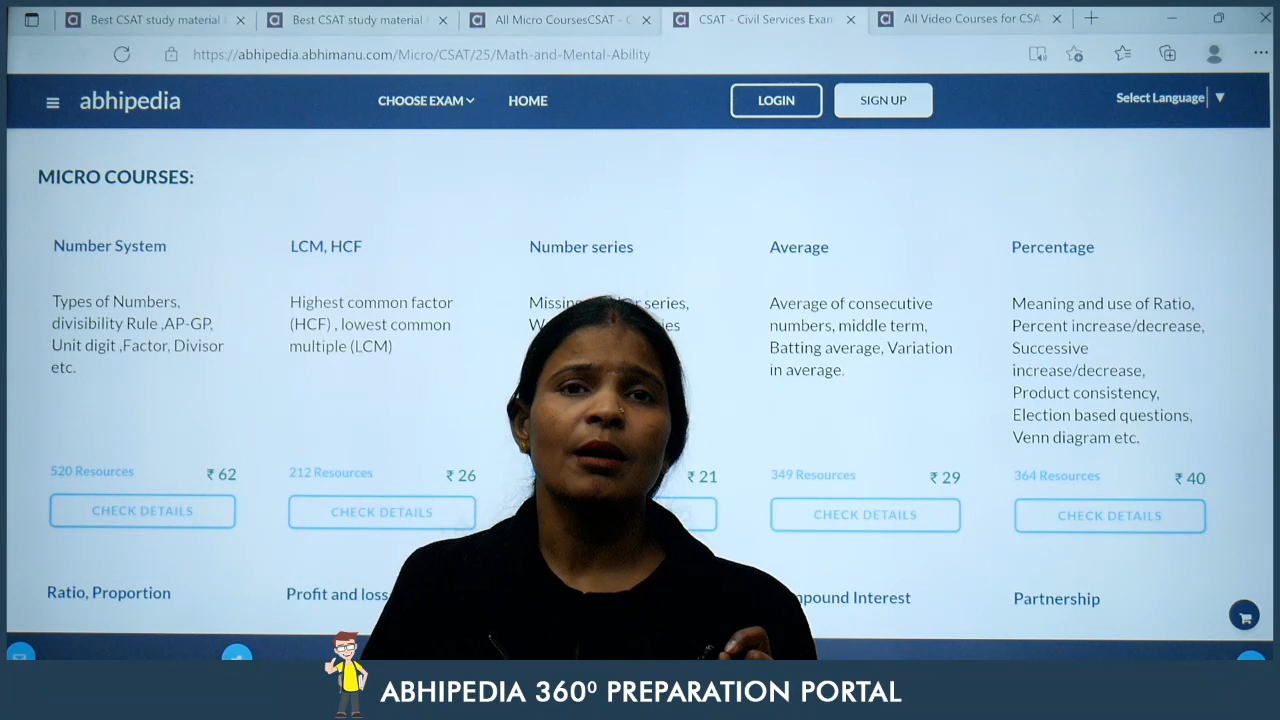 Best CSAT study material
Best CSAT study material
All Micro CoursesCSAT - C
CSAT - Civil Services Exan
All Video Courses for CSA
https://abhipedia.abhimanu.com/Micro/CSAT/25/Math-and-Mental-Ability
abhipedia
CHOOSE EXAM
HOME
LOGIN
SIGN UP
Select Language
MICRO COURSES:
Number System
Types of Numbers,
divisibility Rule ,AP-GP,
Unit digit ,Factor, Divisor
etc.
520 Resources
₹ 62
CHECK DETAILS
LCM, HCF
Highest common factor
(HCF) , lowest common
multiple (LCM)
212 Resources
₹ 26
CHECK DETAILS
Number series
series,
₹ 21
Average
Average of consecutive
numbers, middle term,
Batting average, Variation
in average.
349 Resources
₹ 29
CHECK DETAILS
Percentage
Meaning and use of Ratio,
Percent increase/decrease,
Successive
increase/decrease,
Product consistency,
Election based questions,
Venn diagram etc.
364 Resources
₹ 40
CHECK DETAILS
Ratio, Proportion
Profit and loss
mpound Interest
Partnership
ABHIPEDIA 360⁰ PREPARATION PORTAL